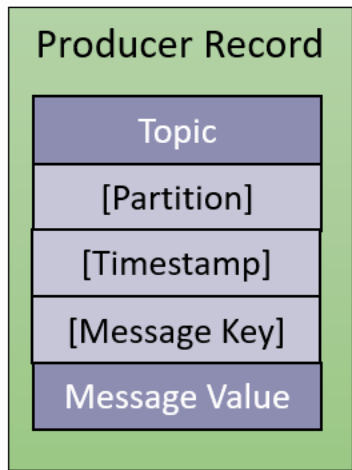 Producer Record
Topic
[Partition]
[Timestamp]
[Message Key]
Message Value